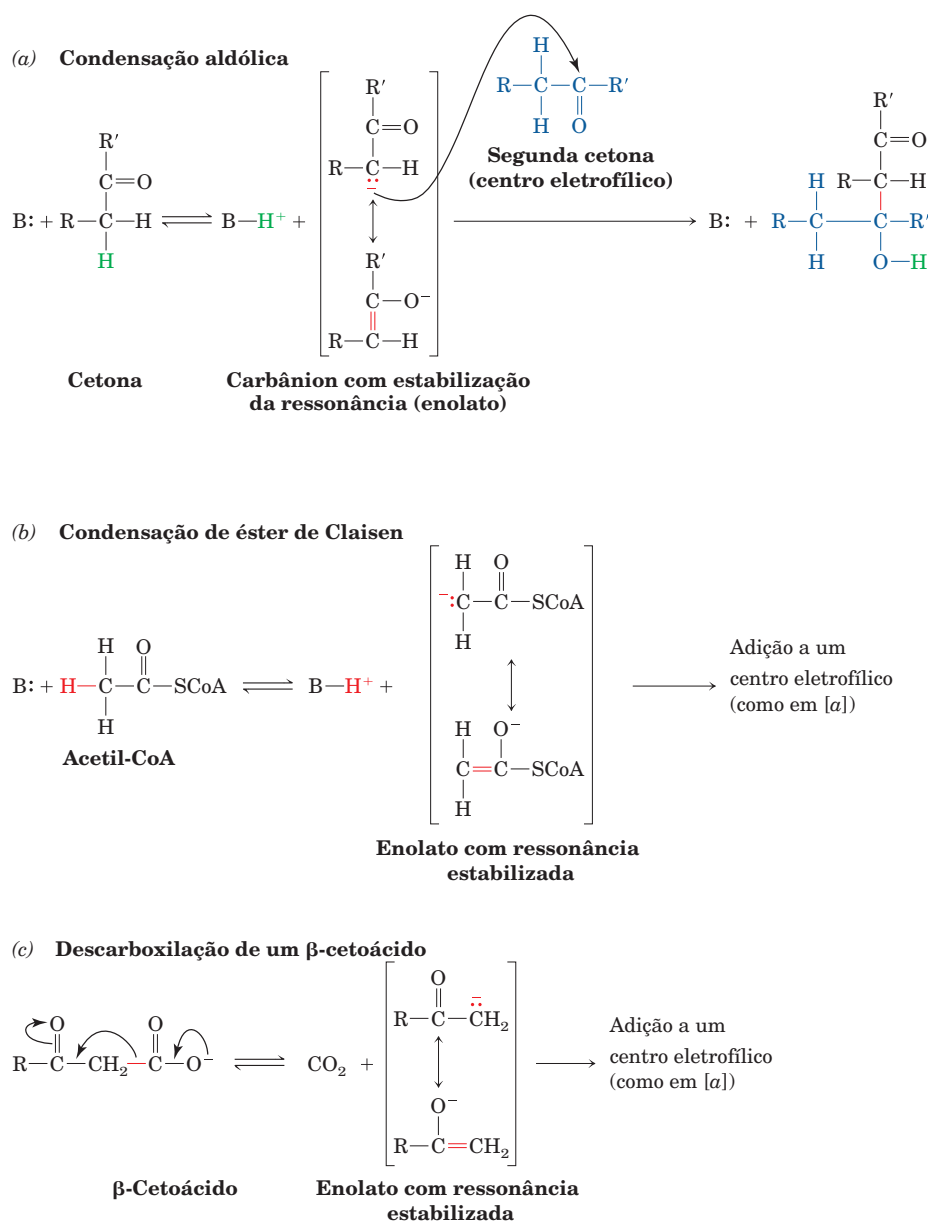 (a) Condensação aldólica
B: + R—C—H ⇌ B—H⁺ +
R′
C=O
H
R′
C=O
R—C—H
−
R′
C—O⁻
R—C—H
H
R—C—C—R′
H O
Segunda cetona
(centro eletrofílico)
B: +
R′
C=O
H R—C—H
R—C—C—R′
H O—H
Cetona
Carbânion com estabilização
da ressonância (enolato)
(b) Condensação de éster de Claisen
H O
B: + H—C—C—SCoA ⇌ B—H⁺ +
H
Acetil-CoA
H O
⁻:C—C—SCoA
H
H O⁻
C=C—SCoA
H
Enolato com ressonância
estabilizada
Adição a um
centro eletrofílico
(como em [a])
(c) Descarboxilação de um β-cetoácido
O O
R—C—CH₂—C—O⁻ ⇌ CO₂ +
O −
R—C—CH₂
O⁻
R—C=CH₂
Adição a um
centro eletrofílico
(como em [a])
β-Cetoácido
Enolato com ressonância
estabilizada